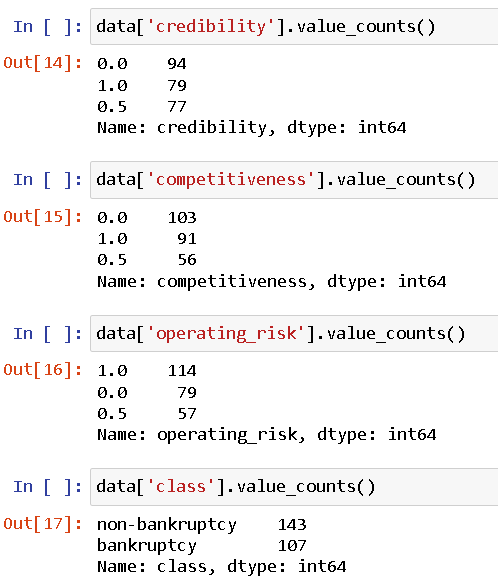 In [ ]: data['credibility'].value_counts()
Out[14]: 0.0    94
1.0    79
0.5    77
Name: credibility, dtype: int64
In [ ]: data['competitiveness'].value_counts()
Out[15]: 0.0    103
1.0     91
0.5     56
Name: competitiveness, dtype: int64
In [ ]: data['operating_risk'].value_counts()
Out[16]: 1.0    114
0.0     79
0.5     57
Name: operating_risk, dtype: int64
In [ ]: data['class'].value_counts()
Out[17]: non-bankruptcy    143
bankruptcy        107
Name: class, dtype: int64